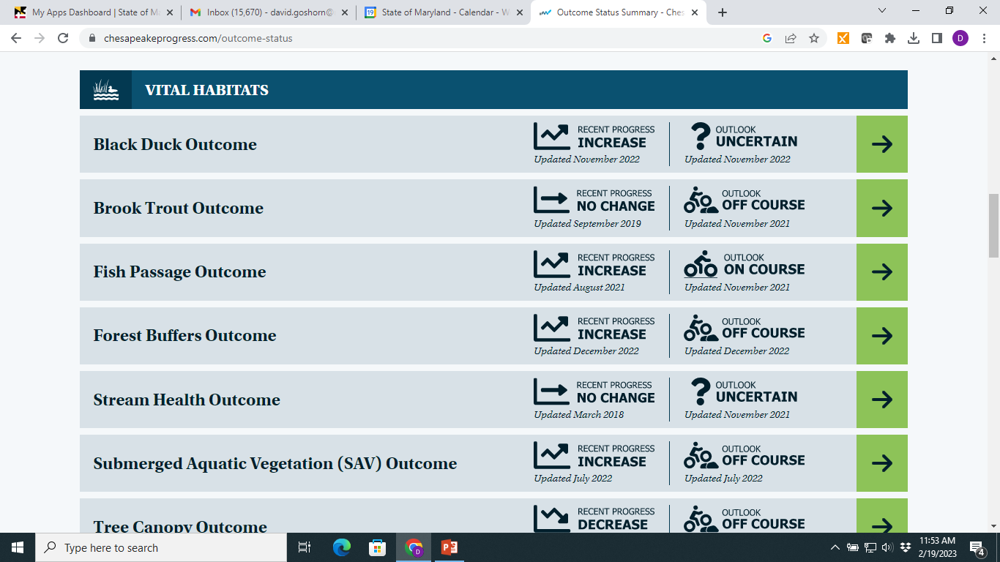 My Apps Dashboard | State of Ma
Inbox (15,670) - david.goshorn@
19
State of Maryland - Calendar - W
Outcome Status Summary - Ches
chesapeakeprogress.com/outcome-status
D
VITAL HABITATS
Black Duck Outcome
RECENT PROGRESS
INCREASE
Updated November 2022
OUTLOOK
UNCERTAIN
Updated November 2022
Brook Trout Outcome
RECENT PROGRESS
NO CHANGE
Updated September 2019
OUTLOOK
OFF COURSE
Updated November 2021
Fish Passage Outcome
RECENT PROGRESS
INCREASE
Updated August 2021
OUTLOOK
ON COURSE
Updated November 2021
Forest Buffers Outcome
RECENT PROGRESS
INCREASE
Updated December 2022
OUTLOOK
OFF COURSE
Updated December 2022
Stream Health Outcome
RECENT PROGRESS
NO CHANGE
Updated March 2018
OUTLOOK
UNCERTAIN
Updated November 2021
Submerged Aquatic Vegetation (SAV) Outcome
RECENT PROGRESS
INCREASE
Updated July 2022
OUTLOOK
OFF COURSE
Updated July 2022
Tree Canopy Outcome
RECENT PROGRESS
DECREASE
OUTLOOK
OFF COURSE
Type here to search
11:53 AM
2/19/2023
4